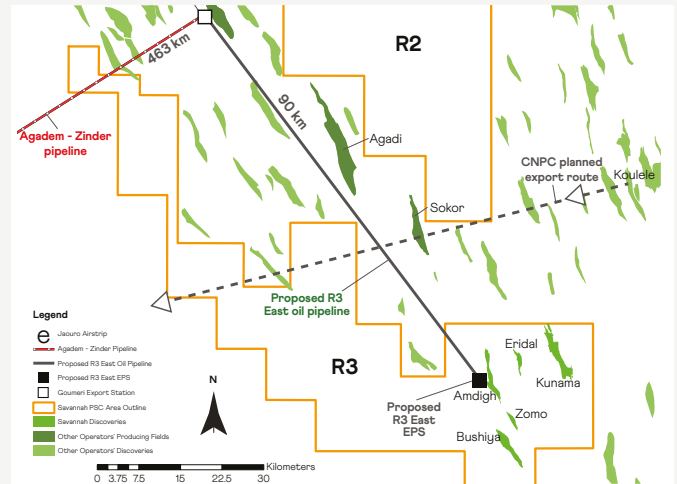 R2
463 km
90 km
Agadem - Zinder
pipeline
Agadi
CNPC planned
export route
Koulele
Sokor
Proposed R3
East oil pipeline
R3
Eridal
Kunama
Amdigh
Zomo
Bushiya
Proposed
R3 East
EPS
N
Legend
e Jaouro Airstrip
Agadem - Zinder Pipeline
Proposed R3 East Oil Pipeline
Proposed R3 East EPS
Goumeri Export Station
Savannah PSC Area Outline
Savannah Discoveries
Other Operators' Producing Fields
Other Operators' Discoveries
Kilometers
0 3.75 7.5 15 22.5 30